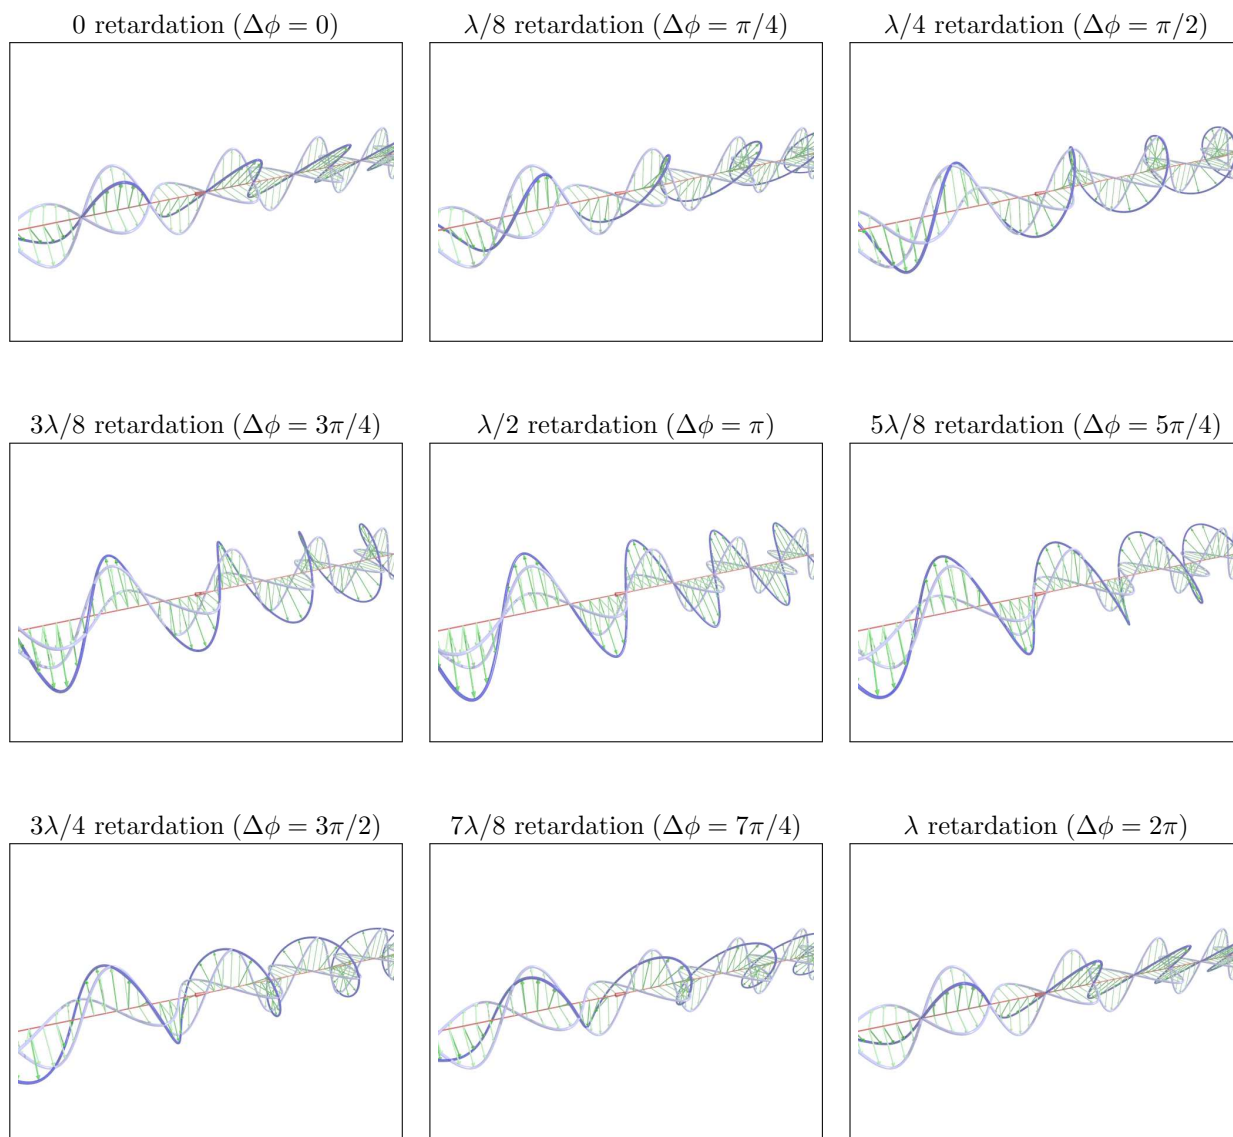 0 retardation (Δϕ = 0)
λ/8 retardation (Δϕ = π/4)
λ/4 retardation (Δϕ = π/2)
3λ/8 retardation (Δϕ = 3π/4)
λ/2 retardation (Δϕ = π)
5λ/8 retardation (Δϕ = 5π/4)
3λ/4 retardation (Δϕ = 3π/2)
7λ/8 retardation (Δϕ = 7π/4)
λ retardation (Δϕ = 2π)